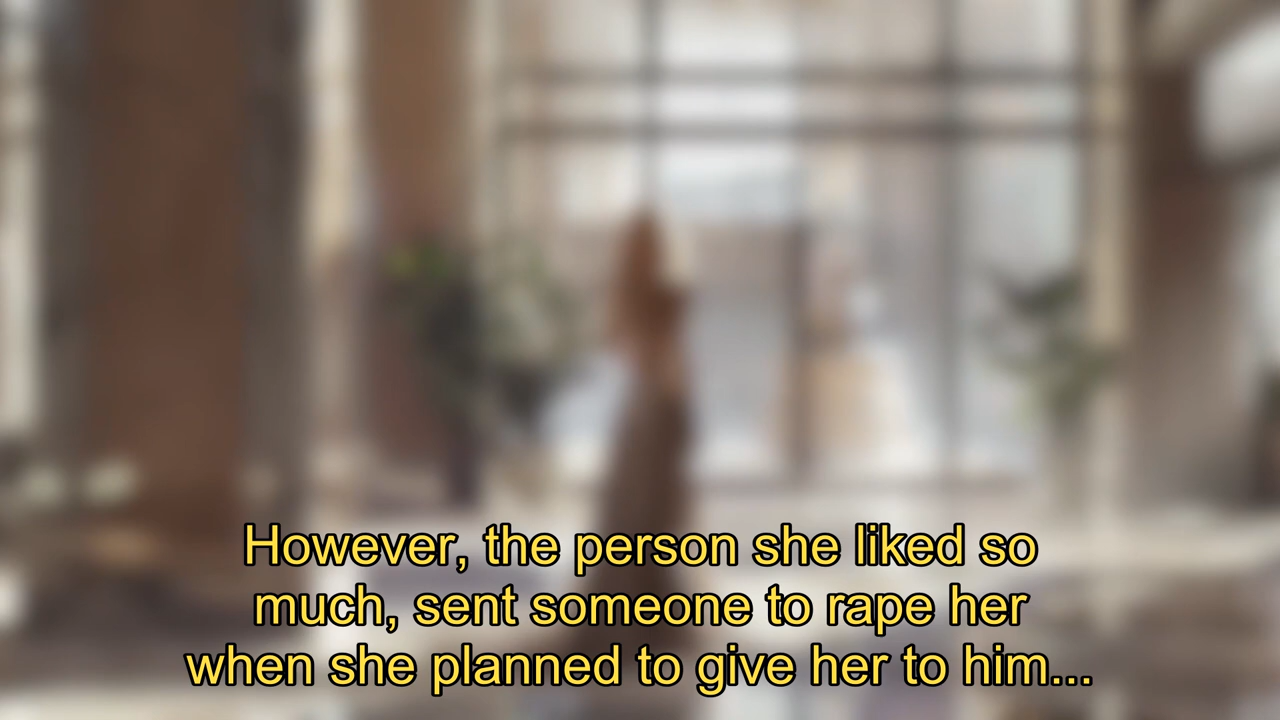 However, the person she liked so
much, sent someone to rape her
when she planned to give her to him...